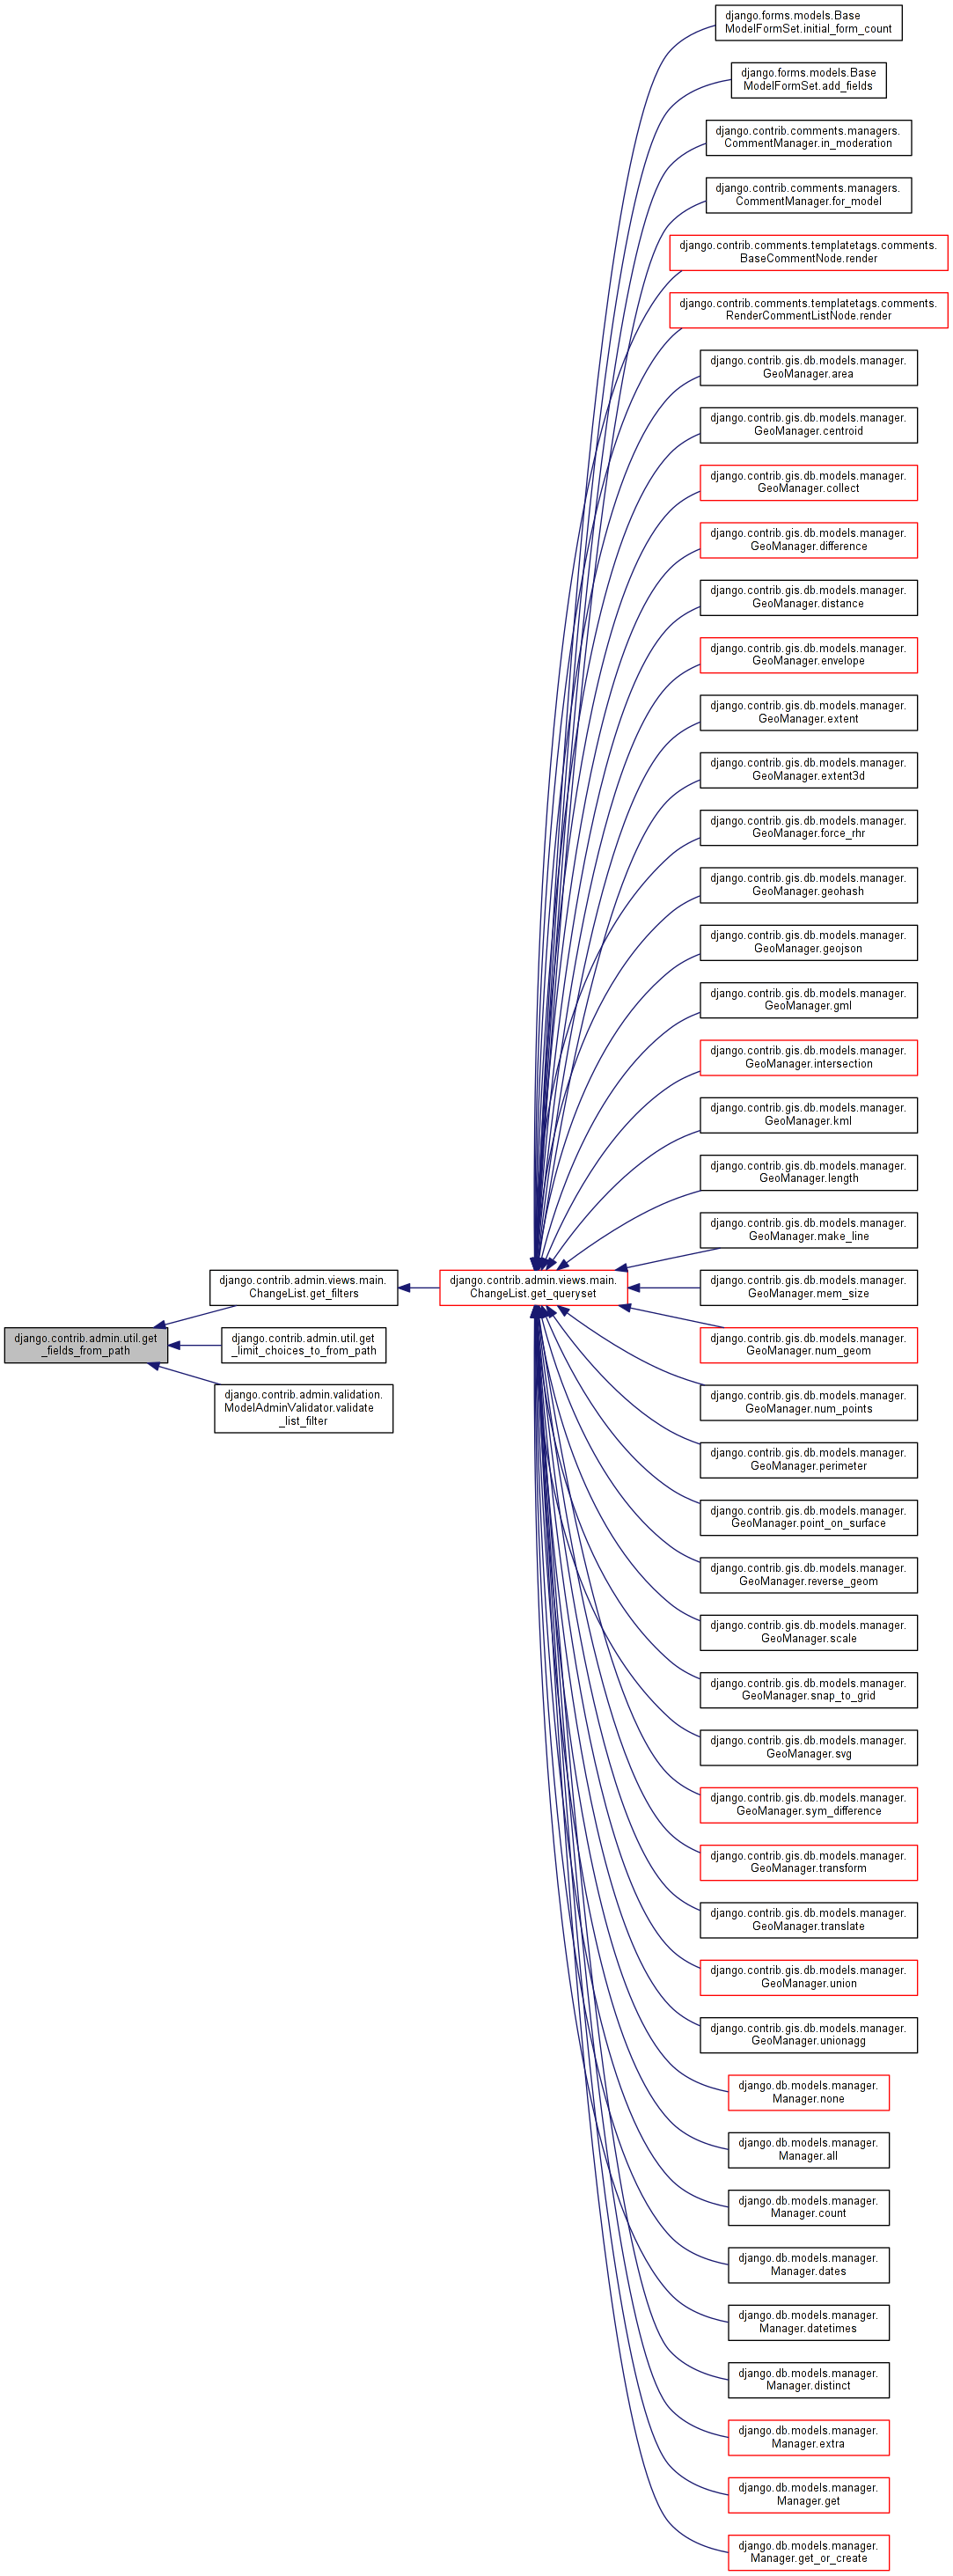 django.forms.models.Base
ModelFormSet.initial_form_count
django.forms.models.Base
ModelFormSet.add_fields
django.contrib.comments.managers.
CommentManager.in_moderation
django.contrib.comments.managers.
CommentManager.for_model
django.contrib.comments.templatetags.comments.
BaseCommentNode.render
django.contrib.comments.templatetags.comments.
RenderCommentListNode.render
django.contrib.gis.db.models.manager.
GeoManager.area
django.contrib.gis.db.models.manager.
GeoManager.centroid
django.contrib.gis.db.models.manager.
GeoManager.collect
django.contrib.gis.db.models.manager.
GeoManager.difference
django.contrib.gis.db.models.manager.
GeoManager.distance
django.contrib.gis.db.models.manager.
GeoManager.envelope
django.contrib.gis.db.models.manager.
GeoManager.extent
django.contrib.gis.db.models.manager.
GeoManager.extent3d
django.contrib.gis.db.models.manager.
GeoManager.force_rhr
django.contrib.gis.db.models.manager.
GeoManager.geohash
django.contrib.gis.db.models.manager.
GeoManager.geojson
django.contrib.gis.db.models.manager.
GeoManager.gml
django.contrib.gis.db.models.manager.
GeoManager.intersection
django.contrib.gis.db.models.manager.
GeoManager.kml
django.contrib.gis.db.models.manager.
GeoManager.length
django.contrib.gis.db.models.manager.
GeoManager.make_line
django.contrib.admin.views.main.
ChangeList.get_filters
django.contrib.admin.views.main.
ChangeList.get_queryset
django.contrib.gis.db.models.manager.
GeoManager.mem_size
django.contrib.admin.util.get
_fields_from_path
django.contrib.admin.util.get
_limit_choices_to_from_path
django.contrib.gis.db.models.manager.
GeoManager.num_geom
django.contrib.admin.validation.
ModelAdminValidator.validate
_list_filter
django.contrib.gis.db.models.manager.
GeoManager.num_points
django.contrib.gis.db.models.manager.
GeoManager.perimeter
django.contrib.gis.db.models.manager.
GeoManager.point_on_surface
django.contrib.gis.db.models.manager.
GeoManager.reverse_geom
django.contrib.gis.db.models.manager.
GeoManager.scale
django.contrib.gis.db.models.manager.
GeoManager.snap_to_grid
django.contrib.gis.db.models.manager.
GeoManager.svg
django.contrib.gis.db.models.manager.
GeoManager.sym_difference
django.contrib.gis.db.models.manager.
GeoManager.transform
django.contrib.gis.db.models.manager.
GeoManager.translate
django.contrib.gis.db.models.manager.
GeoManager.union
django.contrib.gis.db.models.manager.
GeoManager.unionagg
django.db.models.manager.
Manager.none
django.db.models.manager.
Manager.all
django.db.models.manager.
Manager.count
django.db.models.manager.
Manager.dates
django.db.models.manager.
Manager.datetimes
django.db.models.manager.
Manager.distinct
django.db.models.manager.
Manager.extra
django.db.models.manager.
Manager.get
django.db.models.manager.
Manager.get_or_create